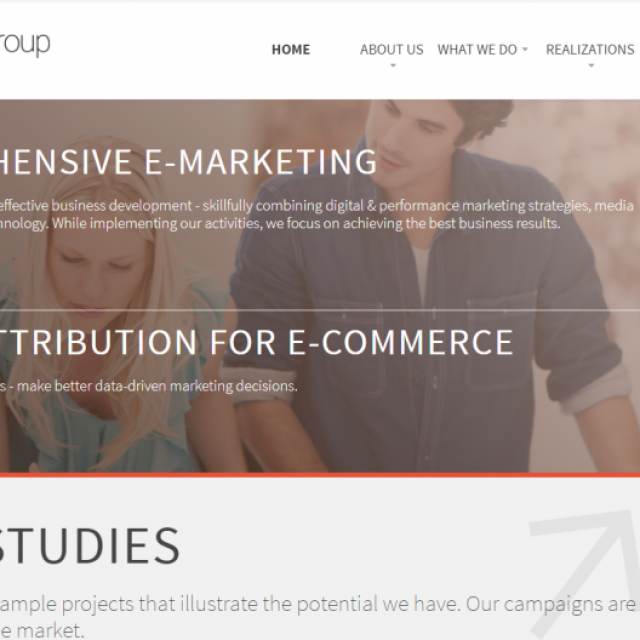 roup
HOME ABOUT US WHAT WE DO REALIZATIONS
HENSIVE E-MARKETING
effective business development - skillfully combining digital & performance marketing strategies, media
nology. While implementing our activities, we focus on achieving the best business results.
TTRIBUTION FOR E-COMMERCE
s - make better data-driven marketing decisions.
STUDIES
ample projects that illustrate the potential we have. Our campaigns are
e market.